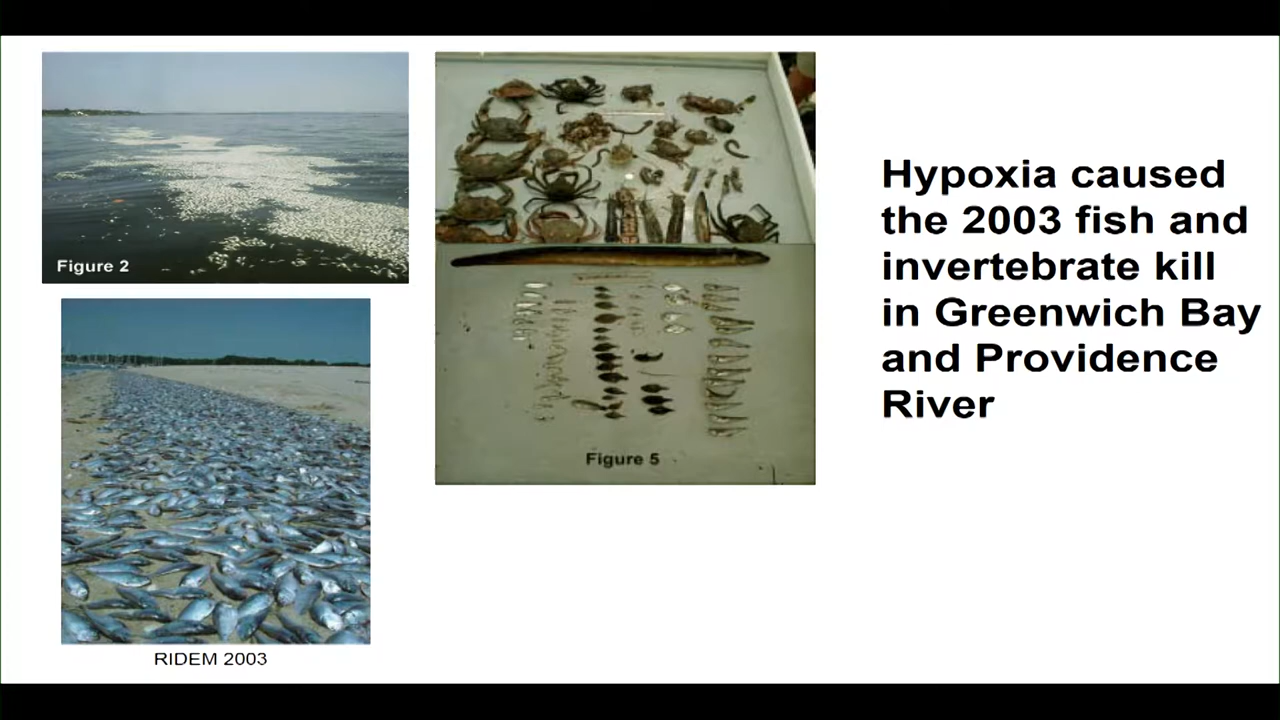 Figure 2
RIDEM 2003
Figure 5
Hypoxia caused
the 2003 fish and
invertebrate kill
in Greenwich Bay
and Providence
River